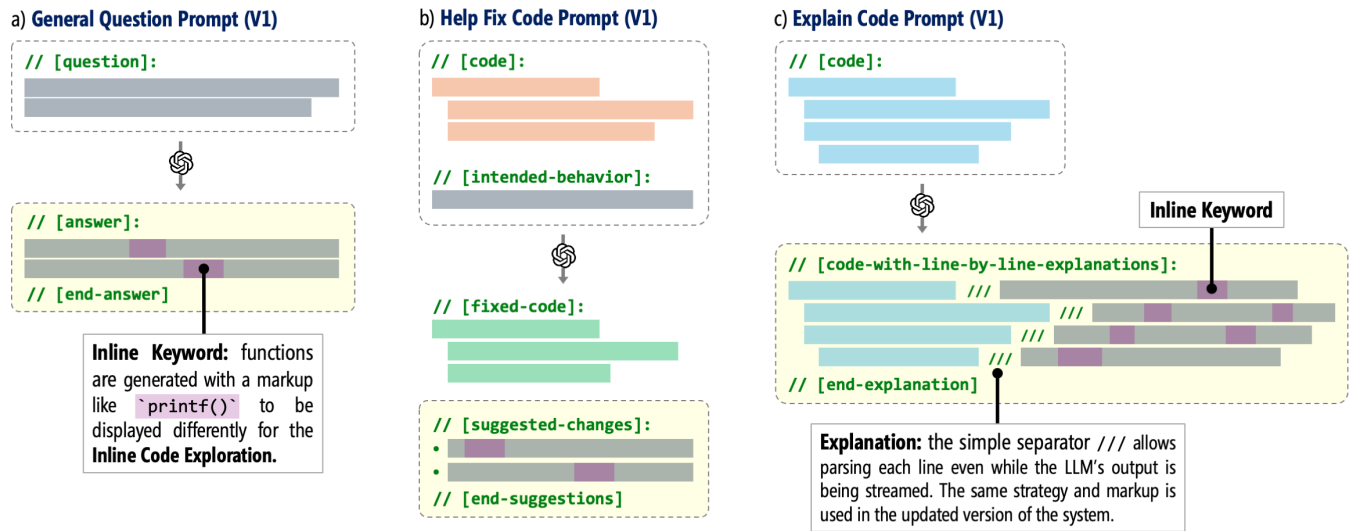 a) General Question Prompt (V1)
// [question]:
// [answer]:
// [end-answer]
Inline Keyword: functions
are generated with a markup
like `printf()` to be
displayed differently for the
Inline Code Exploration.
b) Help Fix Code Prompt (V1)
// [code]:
// [intended-behavior]:
// [fixed-code]:
// [suggested-changes]:
// [end-suggestions]
c) Explain Code Prompt (V1)
// [code]:
Inline Keyword
// [code-with-line-by-line-explanations]:
///
///
///
///
// [end-explanation]
Explanation: the simple separator /// allows
parsing each line even while the LLM's output is
being streamed. The same strategy and markup is
used in the updated version of the system.